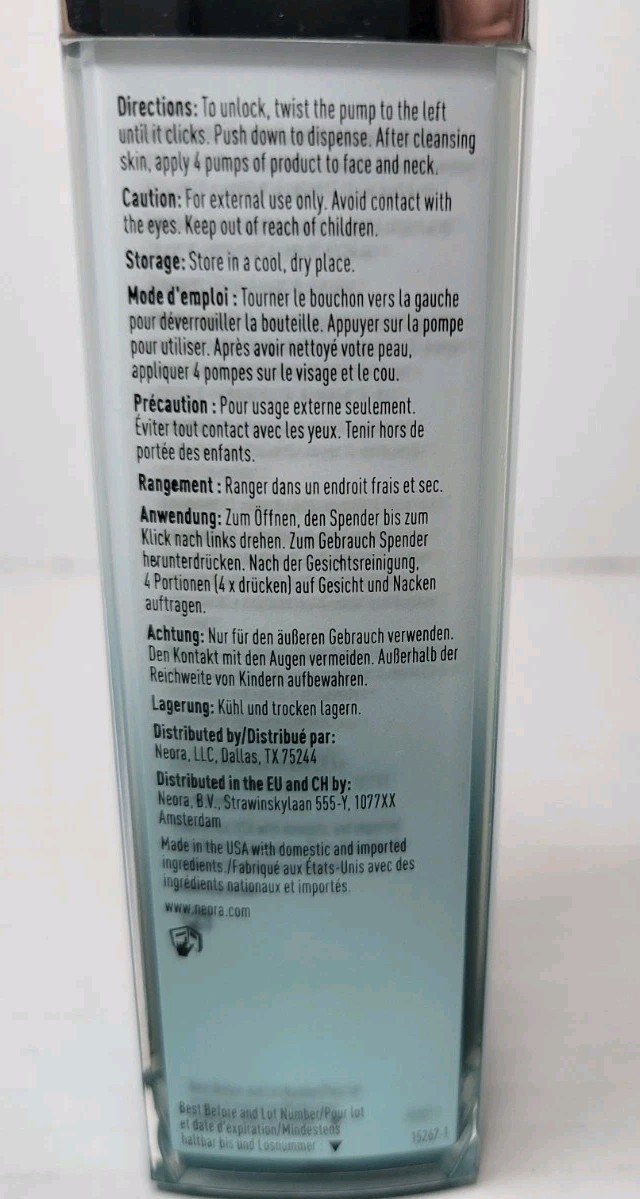 Directions: To unlock, twist the pump to the left
until it clicks. Push down to dispense. After cleansing
skin, apply 4 pumps of product to face and neck.
Caution: For external use only. Avoid contact with
the eyes. Keep out of reach of children.
Storage: Store in a cool, dry place.
Mode d'emploi : Tourner le bouchon vers la gauche
pour déverrouiller la bouteille. Appuyer sur la pompe
pour utiliser. Après avoir nettoyé votre peau,
appliquer 4 pompes sur le visage et le cou.
Précaution : Pour usage externe seulement.
Éviter tout contact avec les yeux. Tenir hors de
portée des enfants.
Rangement : Ranger dans un endroit frais et sec.
Anwendung: Zum Öffnen, den Spender bis zum
Klick nach links drehen. Zum Gebrauch Spender
herunterdrücken. Nach der Gesichtsreinigung,
4 Portionen (4 x drücken) auf Gesicht und Nacken
auftragen.
Achtung: Nur für den äußeren Gebrauch verwenden.
Den Kontakt mit den Augen vermeiden. Außerhalb der
Reichweite von Kindern aufbewahren.
Lagerung: Kühl und trocken lagern.
Distributed by/Distribué par:
Neora, LLC, Dallas, TX 75244
Distributed in the EU and CH by:
Neora, B.V., Strawinskylaan 555-Y, 1077XX
Amsterdam
Made in the USA with domestic and imported
ingredients./Fabriqué aux États-Unis avec des
ingrédients nationaux et importés.
www.neora.com
Best Before and Lot Number/Pour lot
et date d'expiration/Mindestens
haltbar bis und Losnummer : ▼
15267